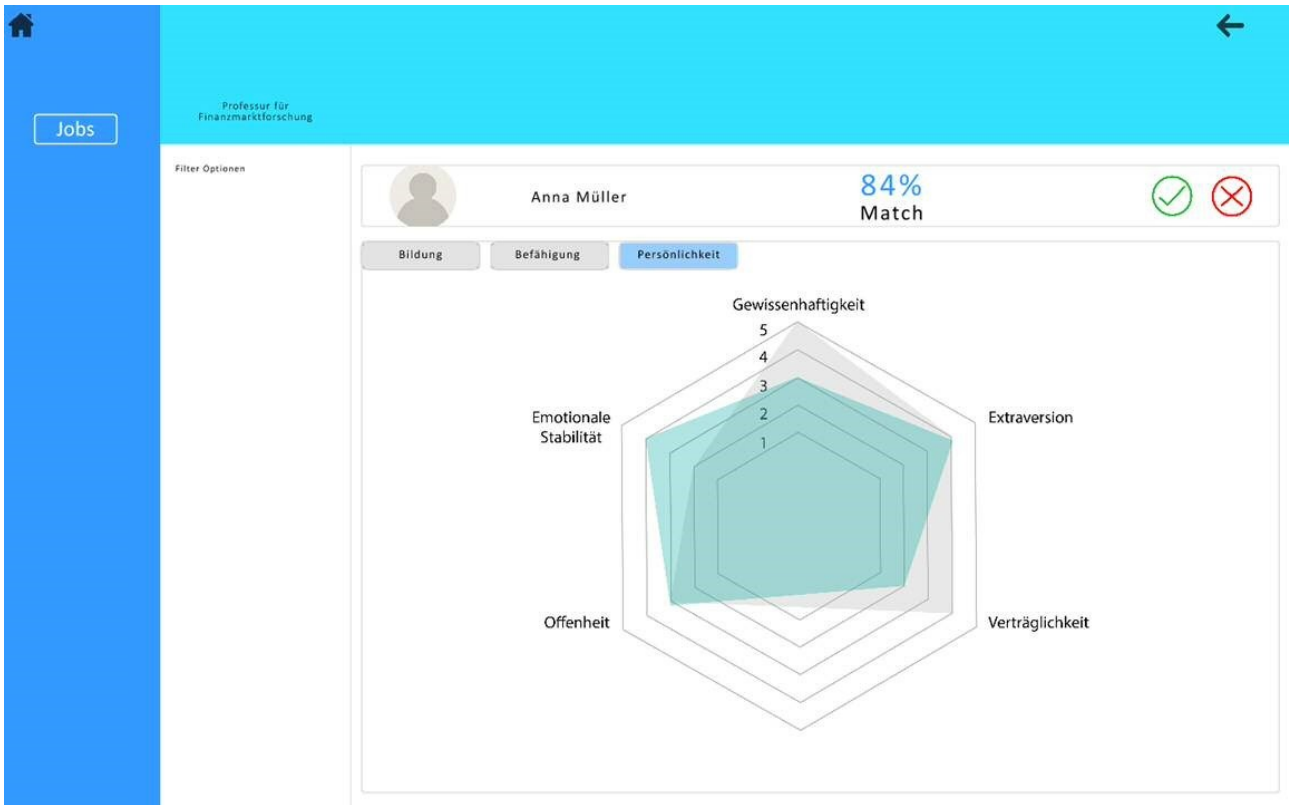 Jobs
Professur für
Finanzmarktforschung
Filter Optionen
Anna Müller
84%
Match
Bildung
Befähigung
Persönlichkeit
Gewissenhaftigkeit
5
4
3
2
1
Emotionale
Stabilität
Extraversion
Offenheit
Verträglichkeit